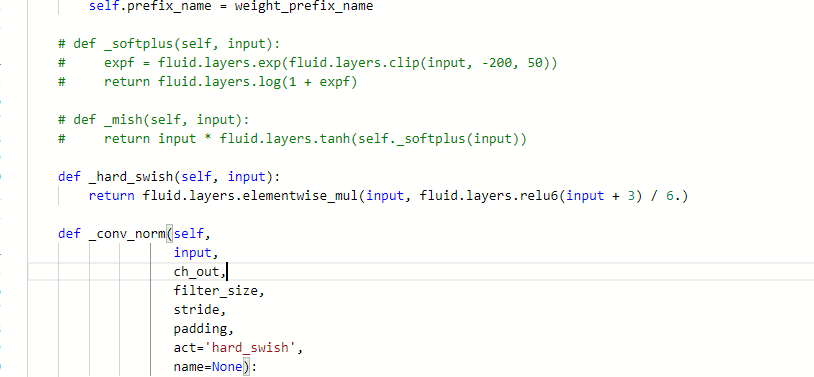 self.prefix_name = weight_prefix_name
# def _softplus(self, input):
#     expf = fluid.layers.exp(fluid.layers.clip(input, -200, 50))
#     return fluid.layers.log(1 + expf)
# def _mish(self, input):
#     return input * fluid.layers.tanh(self._softplus(input))
def _hard_swish(self, input):
return fluid.layers.elementwise_mul(input, fluid.layers.relu6(input + 3) / 6.)
def _conv_norm(self,
input,
ch_out,
filter_size,
stride,
padding,
act='hard_swish',
name=None):